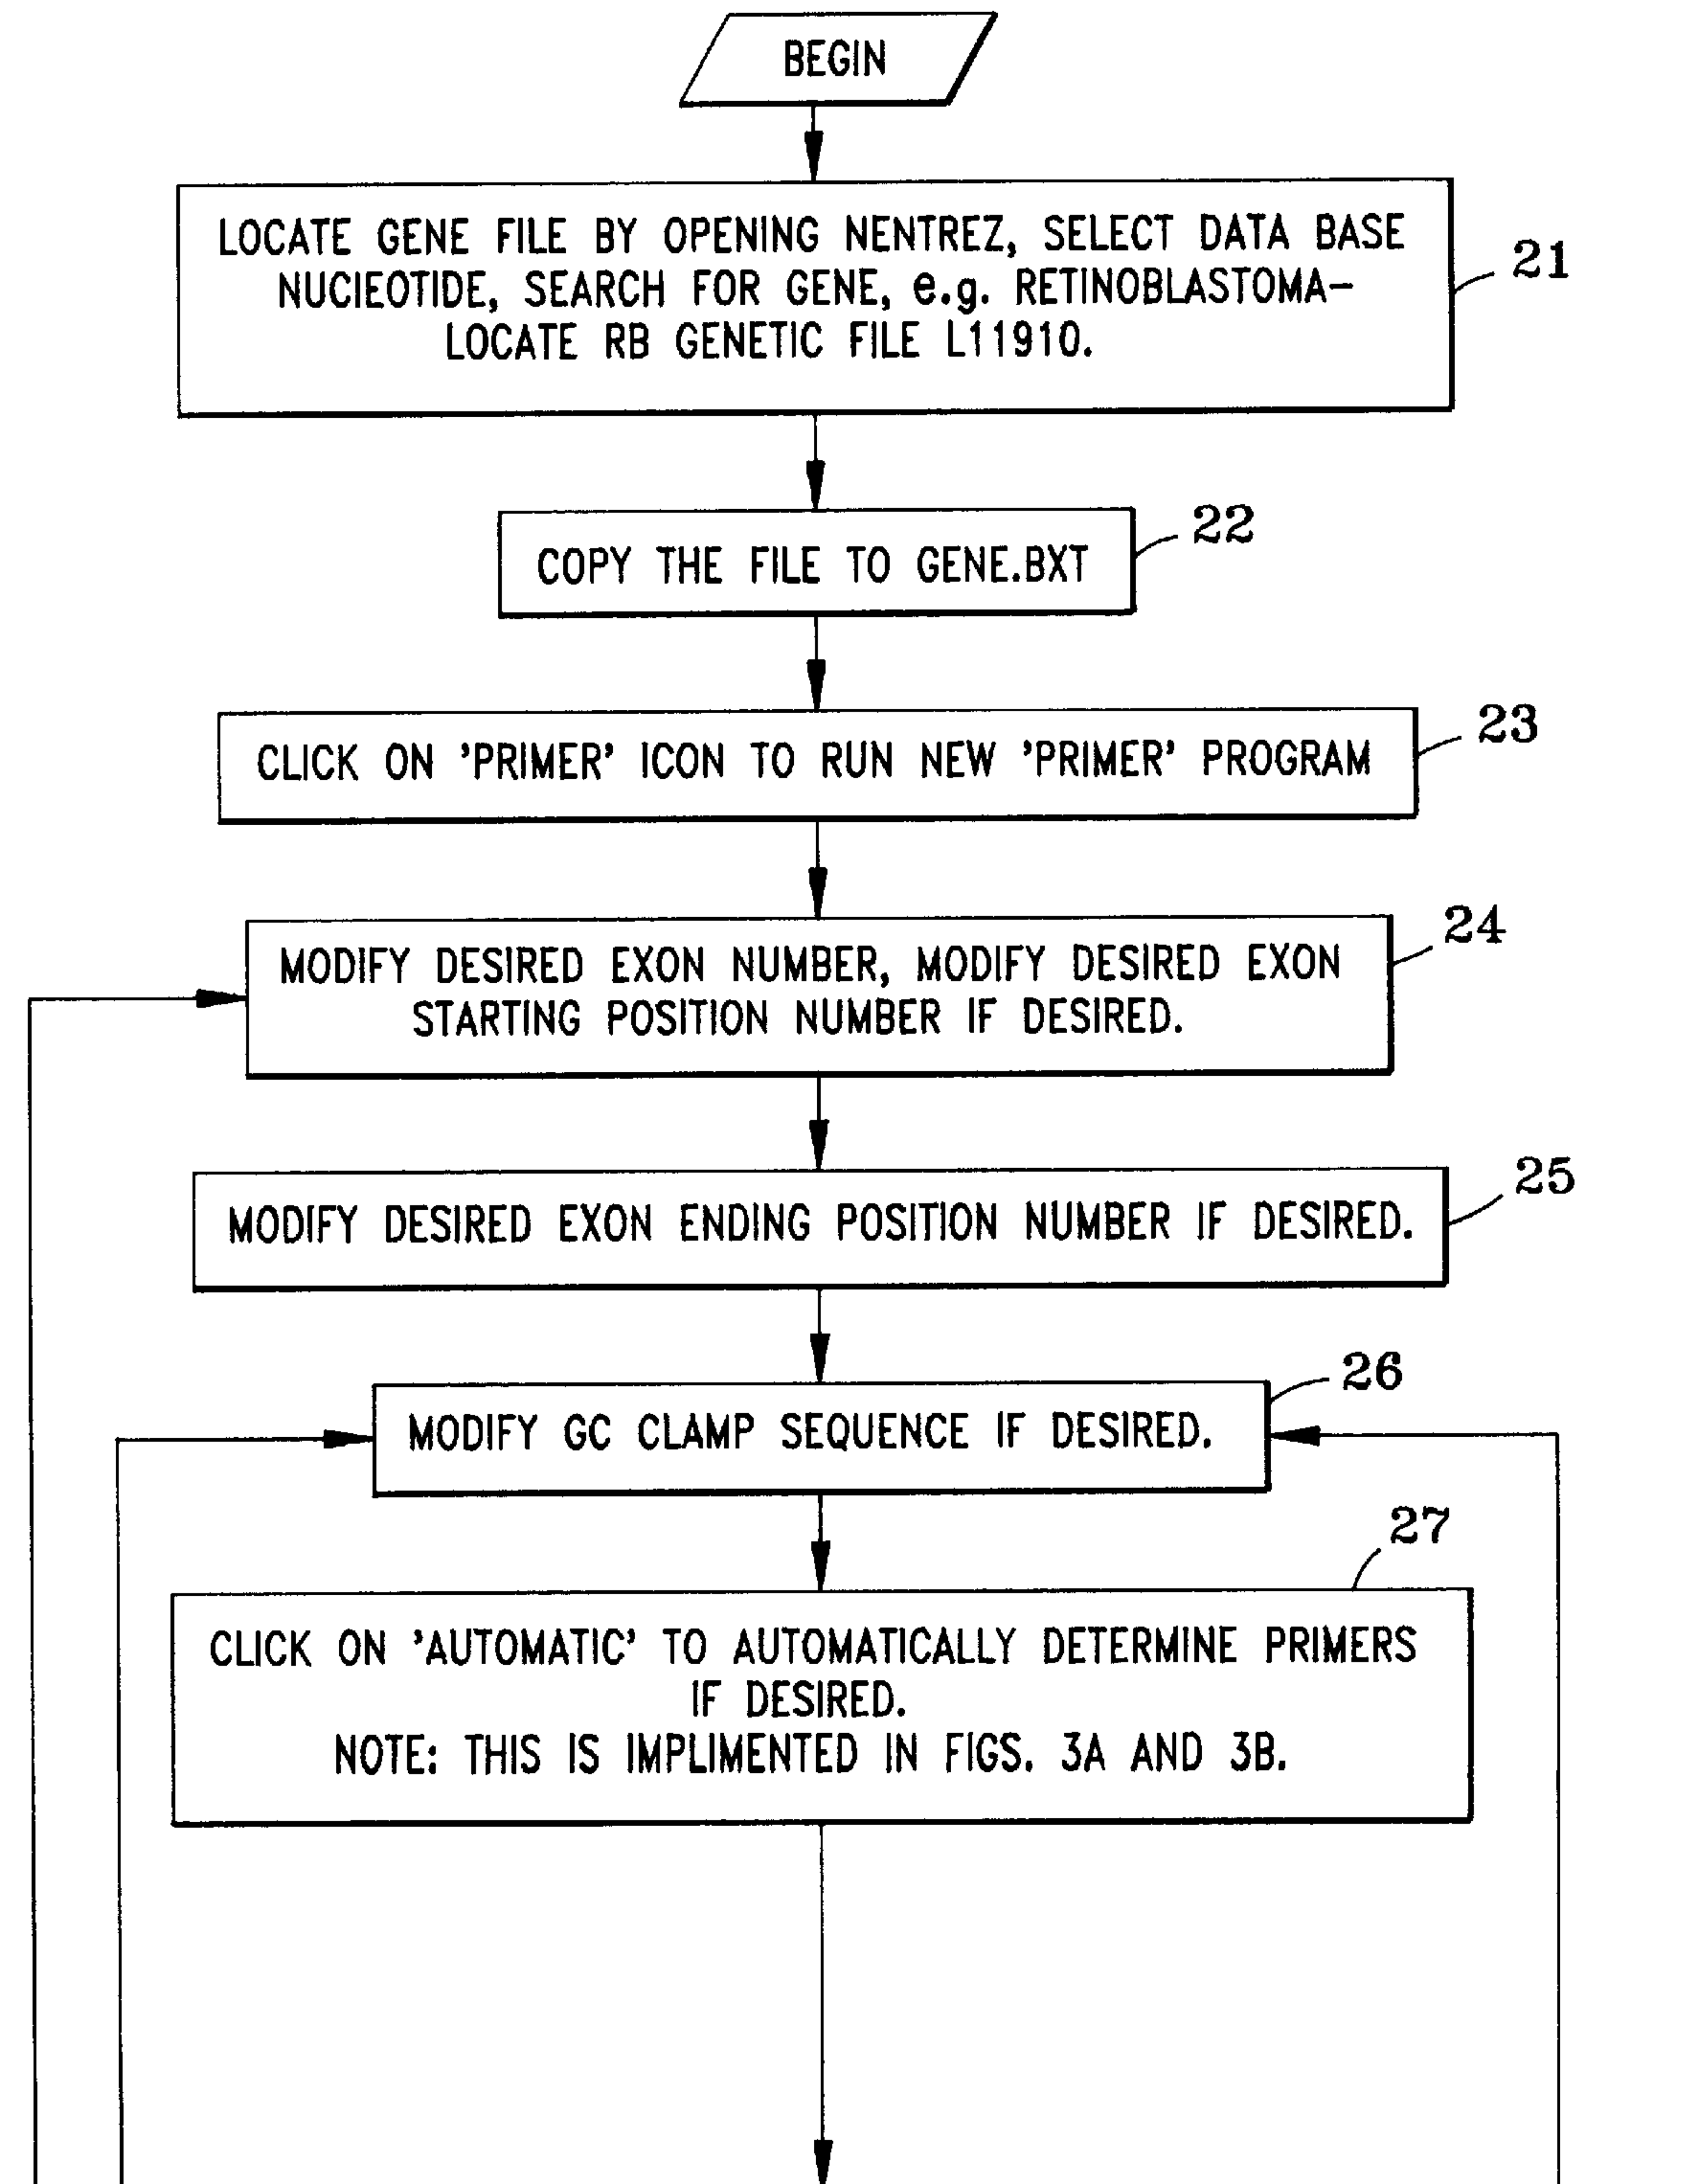 BEGIN
LOCATE GENE FILE BY OPENING NENTREZ, SELECT DATA BASE
NUCIEOTIDE, SEARCH FOR GENE, e.g. RETINOBLASTOMA-
LOCATE RB GENETIC FILE L11910.
21
COPY THE FILE TO GENE.BXT
22
CLICK ON 'PRIMER' ICON TO RUN NEW 'PRIMER' PROGRAM
23
MODIFY DESIRED EXON NUMBER, MODIFY DESIRED EXON
STARTING POSITION NUMBER IF DESIRED.
24
MODIFY DESIRED EXON ENDING POSITION NUMBER IF DESIRED.
25
MODIFY GC CLAMP SEQUENCE IF DESIRED.
26
27
CLICK ON 'AUTOMATIC' TO AUTOMATICALLY DETERMINE PRIMERS
IF DESIRED.
NOTE: THIS IS IMPLIMENTED IN FIGS. 3A AND 3B.